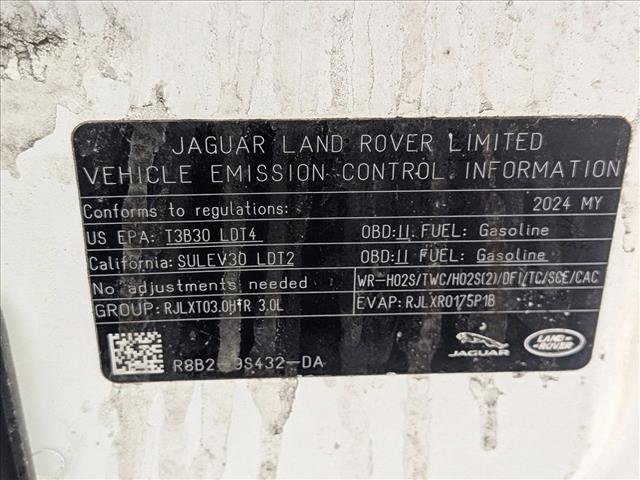 JAGUAR LAND ROVER LIMITED
VEHICLE EMISSION CONTROL INFORMATION
Conforms to regulations: 2024 MY
US EPA: T3B30 LDT4 OBD:II FUEL: Gasoline
California: SULEV30 LDT2 OBD:II FUEL: Gasoline
No adjustments needed WR-HO2S/TWC/HO2S(2)/DFI/TC/SCE/CAC
GROUP: RJLXT03.0HTR 3.0L EVAP: RJLXR0175P1B
JAGUAR
LAND ROVER